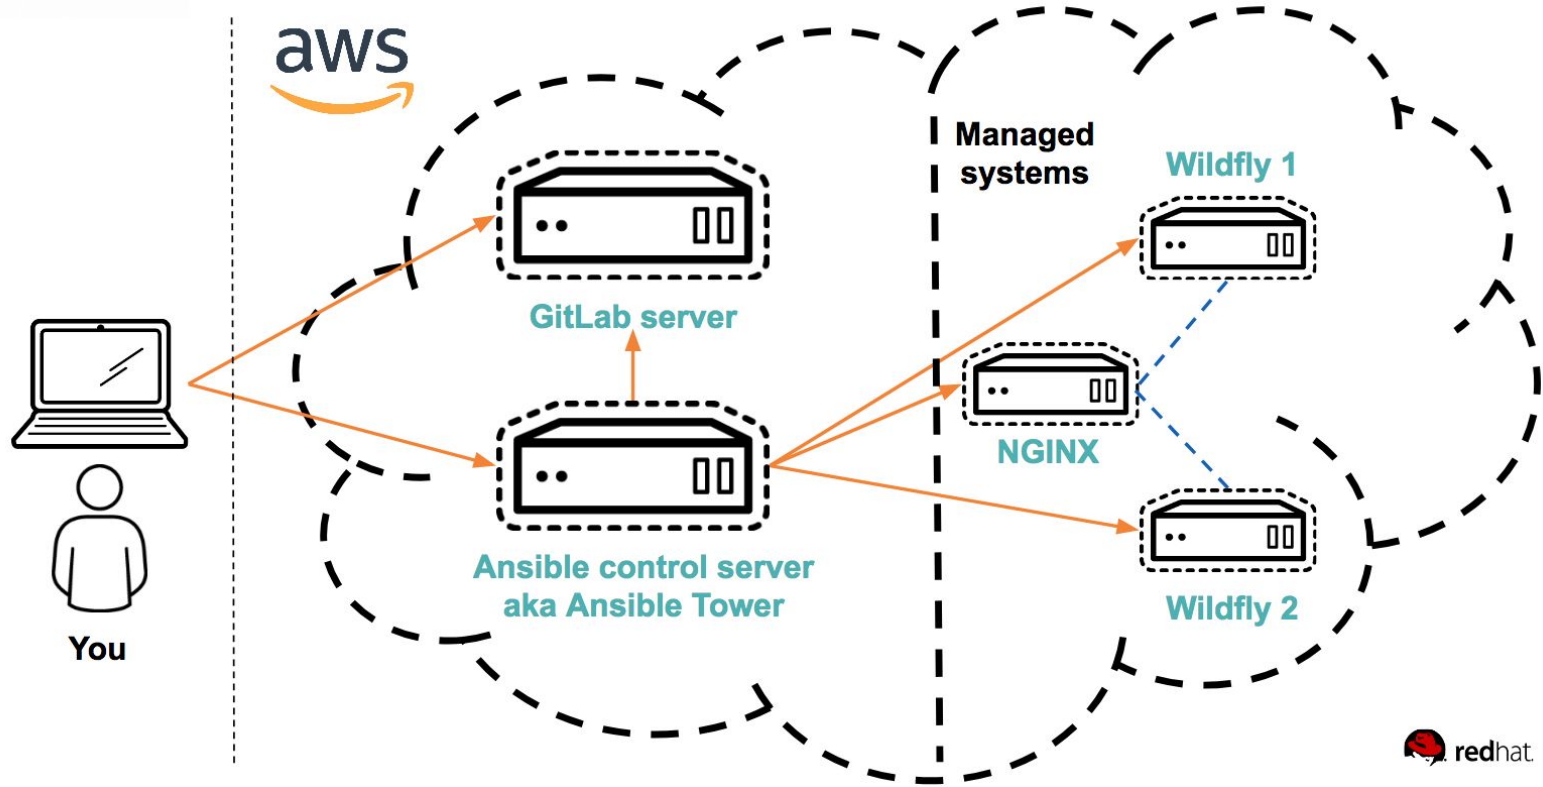 aws
Managed
systems
Wildfly 1
GitLab server
NGINX
Ansible control server
aka Ansible Tower
Wildfly 2
You
redhat.